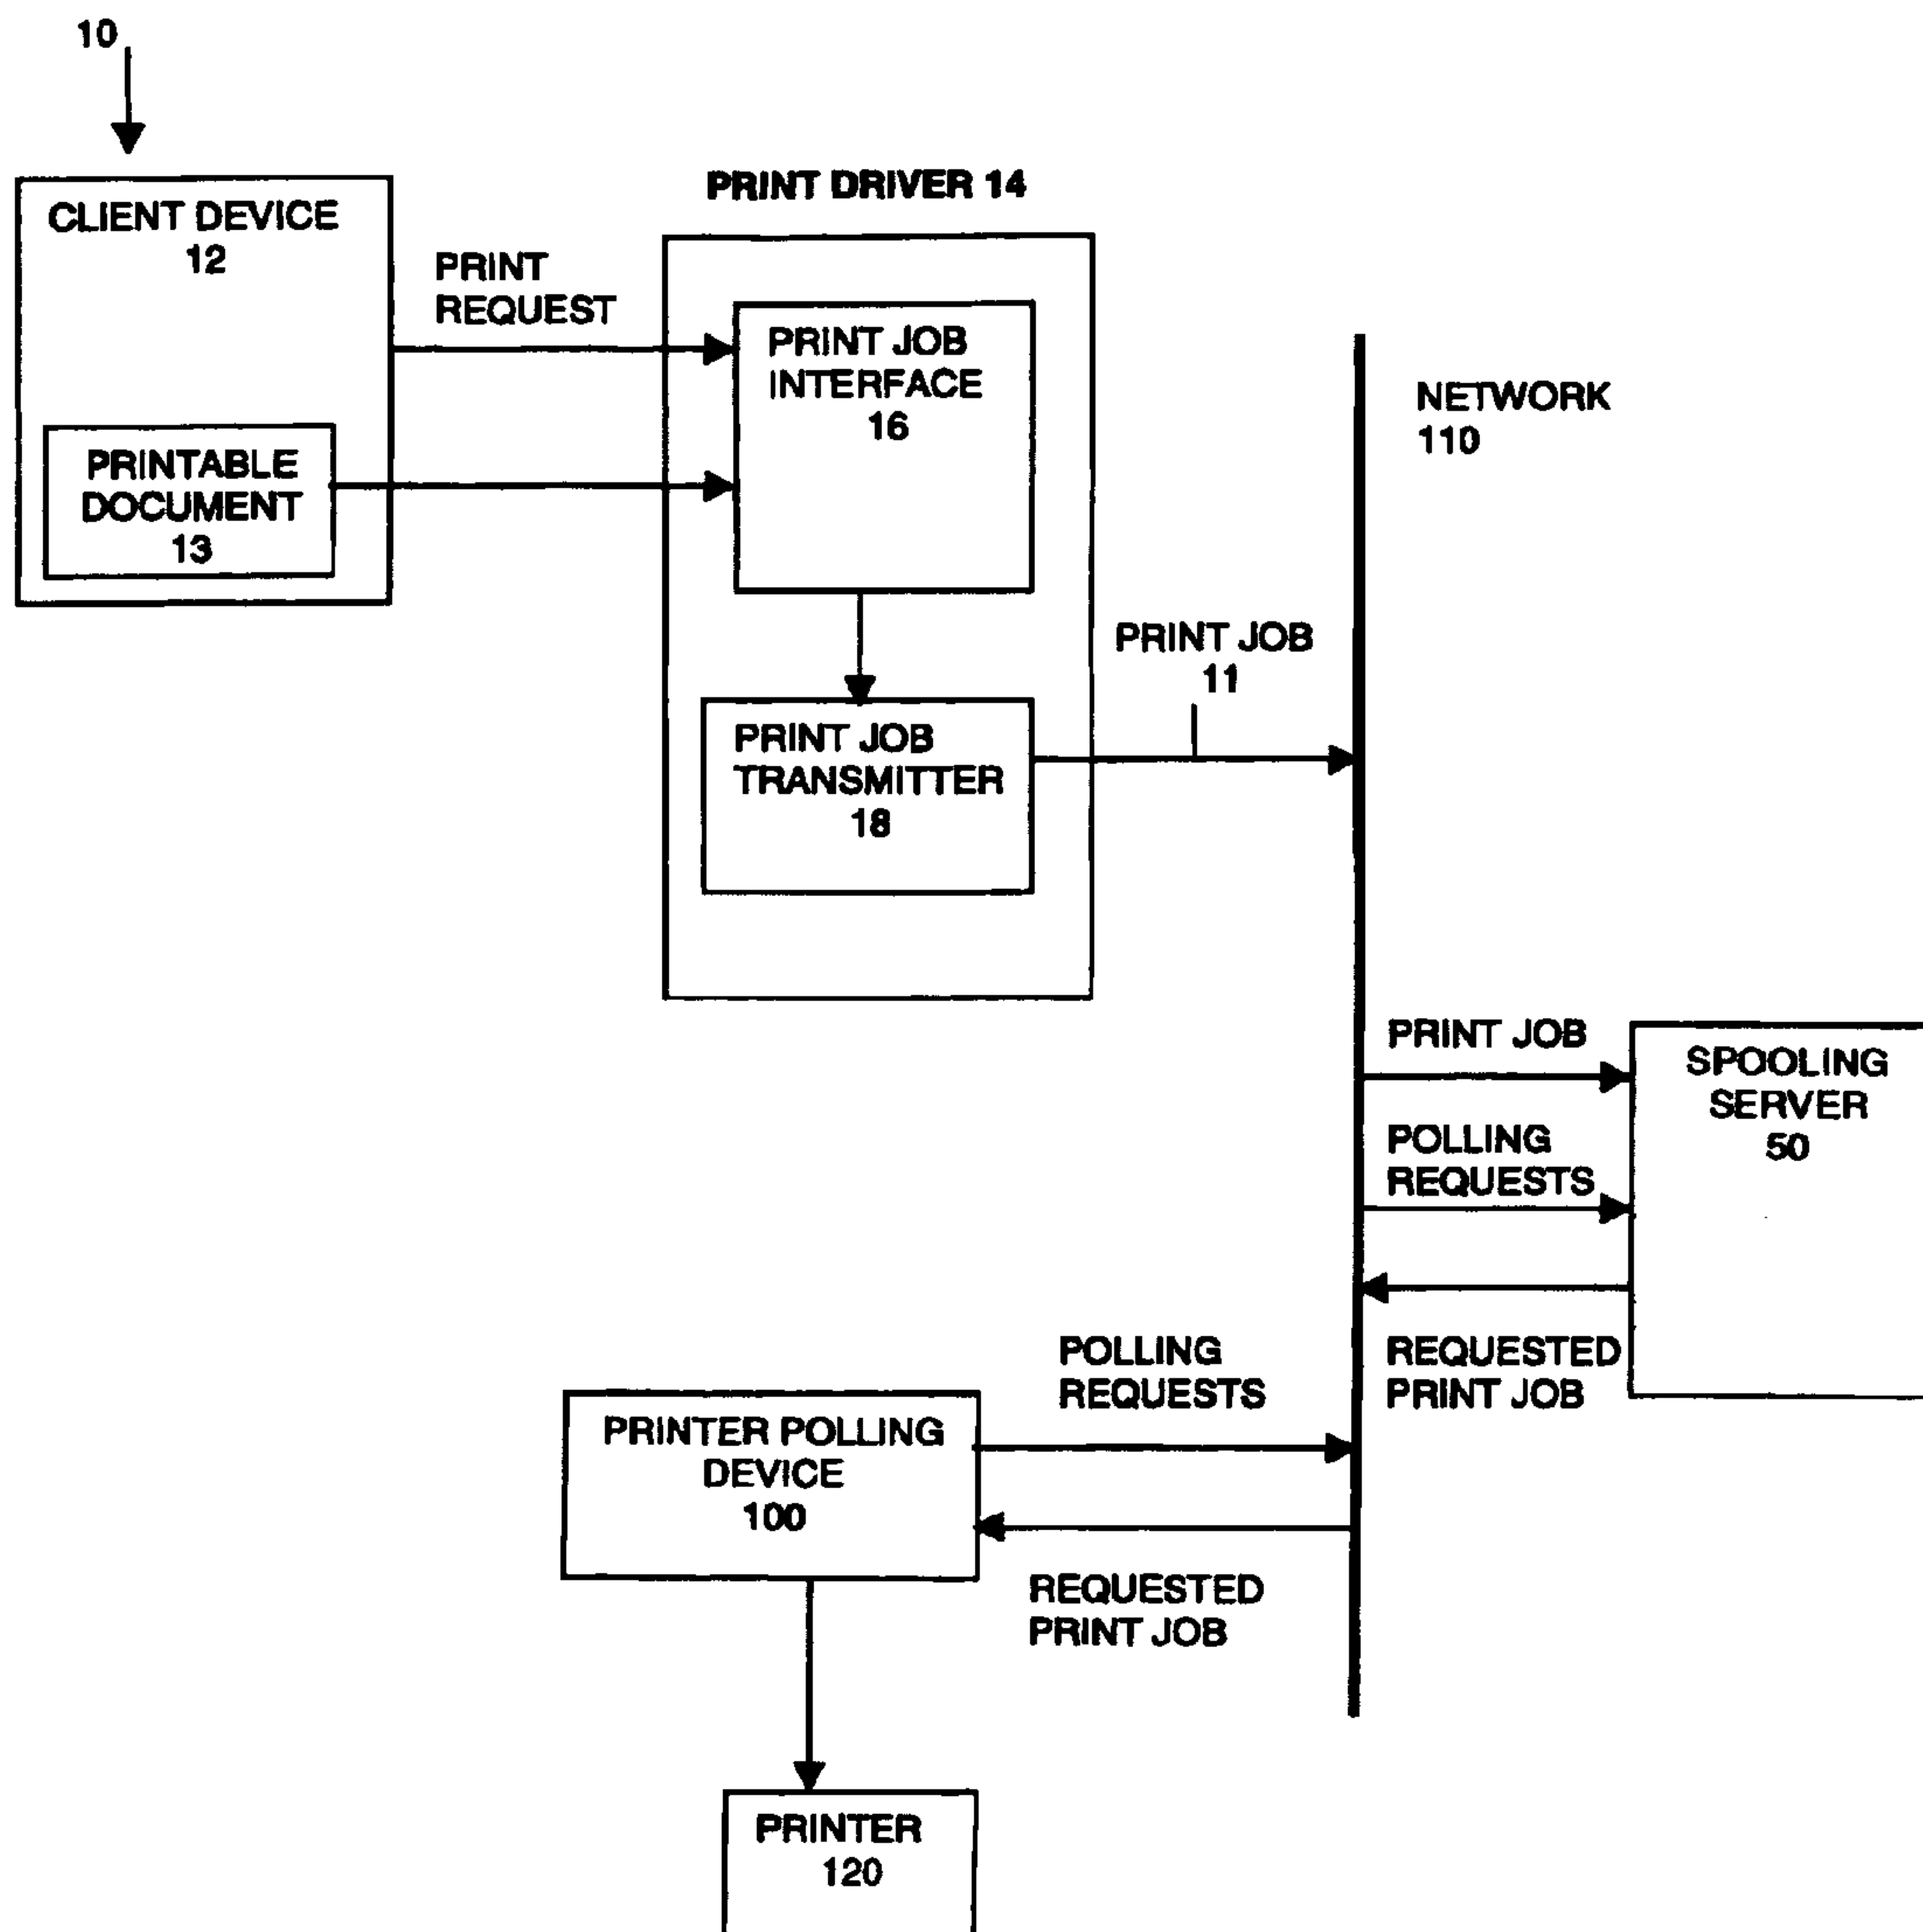 10
CLIENT DEVICE
12
PRINTABLE
DOCUMENT
13
PRINT
REQUEST
PRINT DRIVER 14
PRINT JOB
INTERFACE
16
PRINT JOB
TRANSMITTER
18
PRINT JOB
11
NETWORK
110
PRINT JOB
POLLING
REQUESTS
SPOOLING
SERVER
50
REQUESTED
PRINT JOB
POLLING
REQUESTS
PRINTER POLLING
DEVICE
100
REQUESTED
PRINT JOB
PRINTER
120